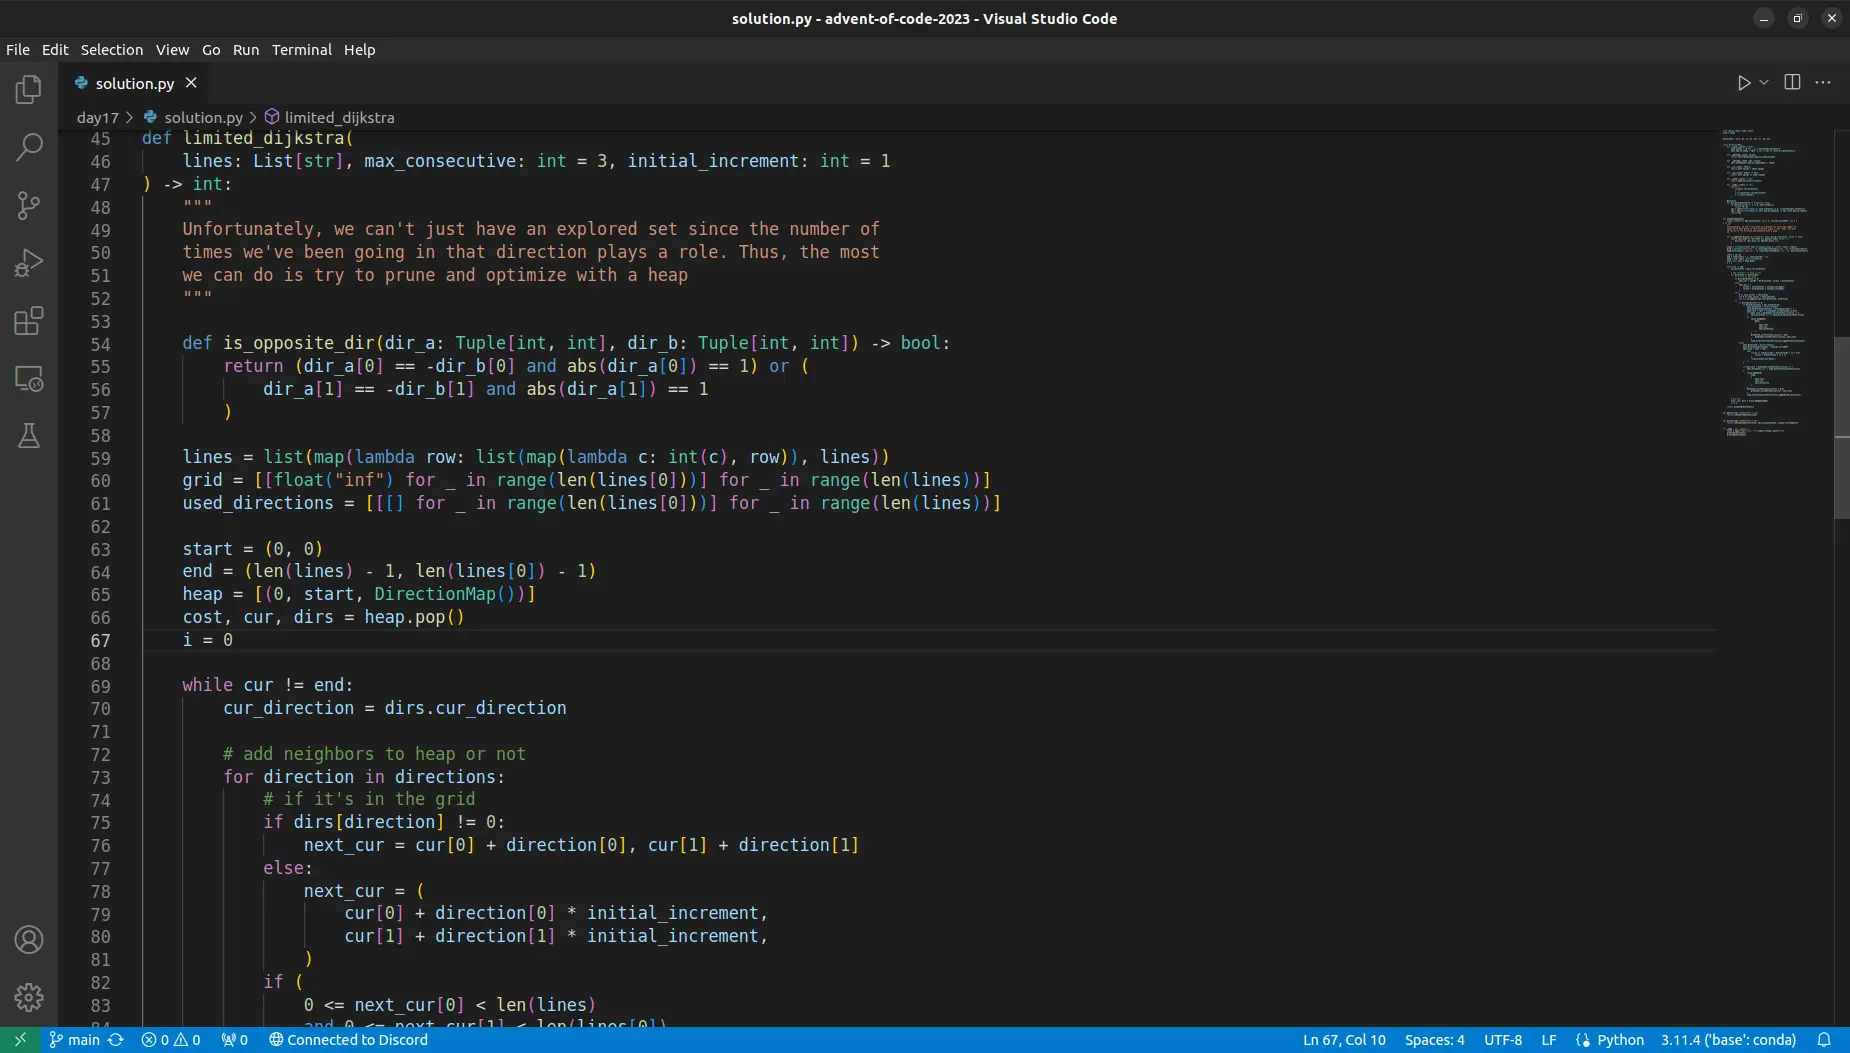 solution.py - advent-of-code-2023 - Visual Studio Code
File Edit Selection View Go Run Terminal Help
solution.py
day17 > solution.py > limited_dijkstra
45 def limited_dijkstra(
46 lines: List[str], max_consecutive: int = 3, initial_increment: int = 1
47 ) -> int:
48 """
49 Unfortunately, we can't just have an explored set since the number of
50 times we've been going in that direction plays a role. Thus, the most
51 we can do is try to prune and optimize with a heap
52 """
53
54 def is_opposite_dir(dir_a: Tuple[int, int], dir_b: Tuple[int, int]) -> bool:
55 return (dir_a[0] == -dir_b[0] and abs(dir_a[0]) == 1) or (
56 dir_a[1] == -dir_b[1] and abs(dir_a[1]) == 1
57 )
58
59 lines = list(map(lambda row: list(map(lambda c: int(c), row)), lines))
60 grid = [[float("inf") for _ in range(len(lines[0]))] for _ in range(len(lines))]
61 used_directions = [[[] for _ in range(len(lines[0]))] for _ in range(len(lines))]
62
63 start = (0, 0)
64 end = (len(lines) - 1, len(lines[0]) - 1)
65 heap = [(0, start, DirectionMap())]
66 cost, cur, dirs = heap.pop()
67 i = 0
68
69 while cur != end:
70 cur_direction = dirs.cur_direction
71
72 # add neighbors to heap or not
73 for direction in directions:
74 # if it's in the grid
75 if dirs[direction] != 0:
76 next_cur = cur[0] + direction[0], cur[1] + direction[1]
77 else:
78 next_cur = (
79 cur[0] + direction[0] * initial_increment,
80 cur[1] + direction[1] * initial_increment,
81 )
82 if (
83 0 <= next_cur[0] < len(lines)
84 and 0 <= next_cur[1] < len(lines[0])
main 0 0 0 Connected to Discord Ln 67, Col 10 Spaces: 4 UTF-8 LF Python 3.11.4 ('base': conda)